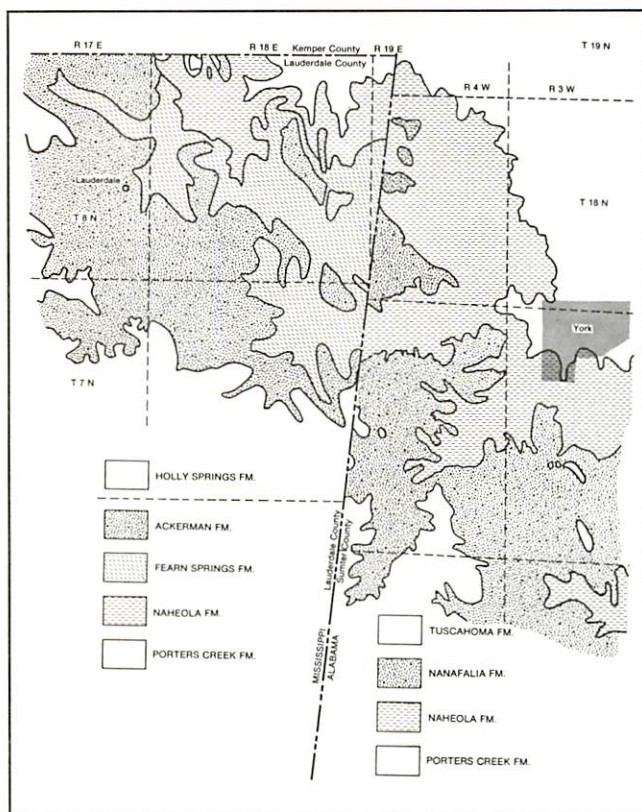 R 17 E
R 18 E
Kemper County
R 19 E
T 19 N
Lauderdale County
R 4 W
R 3 W
Lauderdale
T 18 N
T 8 N
York
T 7 N
HOLLY SPRINGS FM.
ACKERMAN FM.
FEARN SPRINGS FM.
NAHEOLA FM.
PORTERS CREEK FM.
Lauderdale County
Sumter County
MISSISSIPPI
ALABAMA
TUSCAHOMA FM.
NANAFALIA FM.
NAHEOLA FM.
PORTERS CREEK FM.